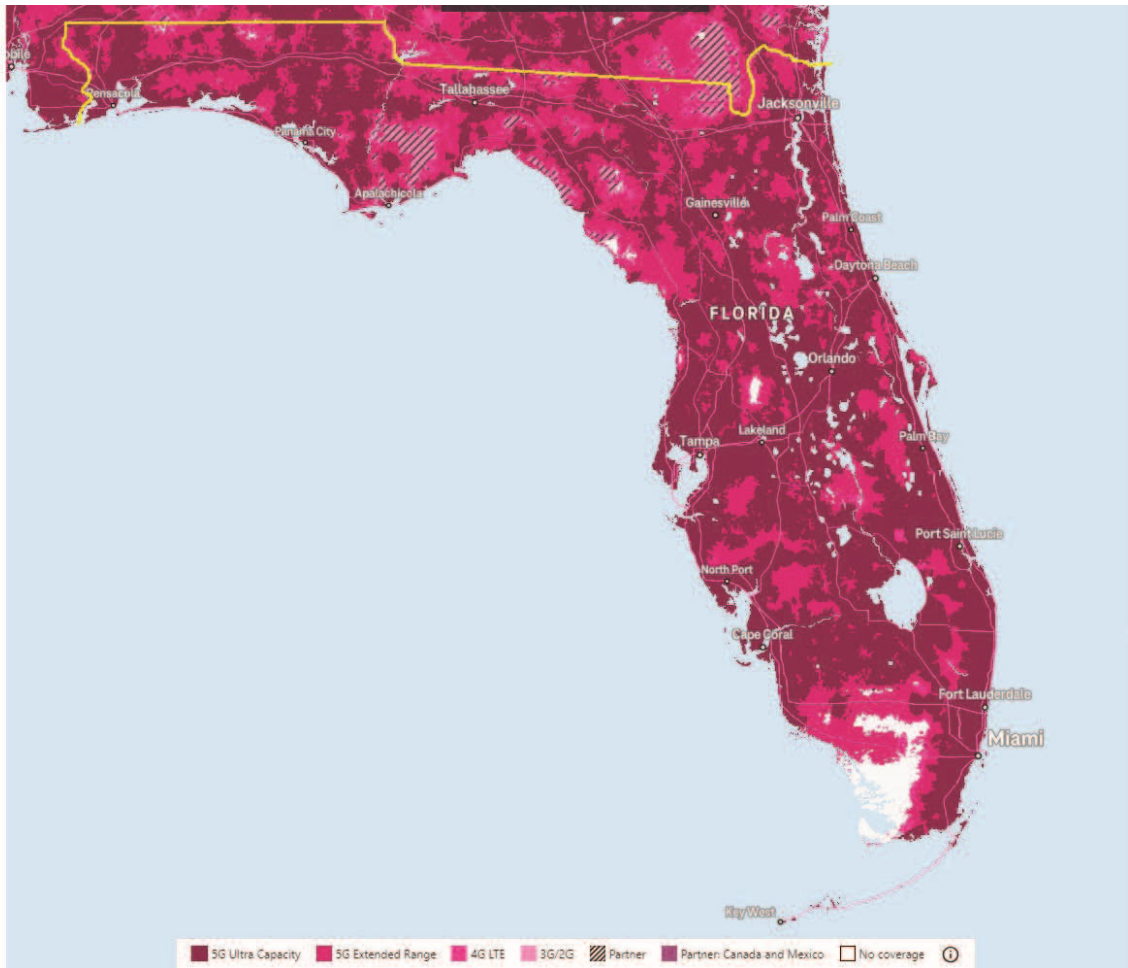 obile
Pensacola
Tallahassee
Jacksonville
Panama City
Apalachicola
Gainesville
Palm Coast
Daytona Beach
FLORIDA
Orlando
Lakeland
Tampa
Palm Bay
Port Saint Lucie
North Port
Cape Coral
Fort Lauderdale
Miami
Key West
5G Ultra Capacity 5G Extended Range 4G LTE 3G/2G Partner Partner: Canada and Mexico No coverage